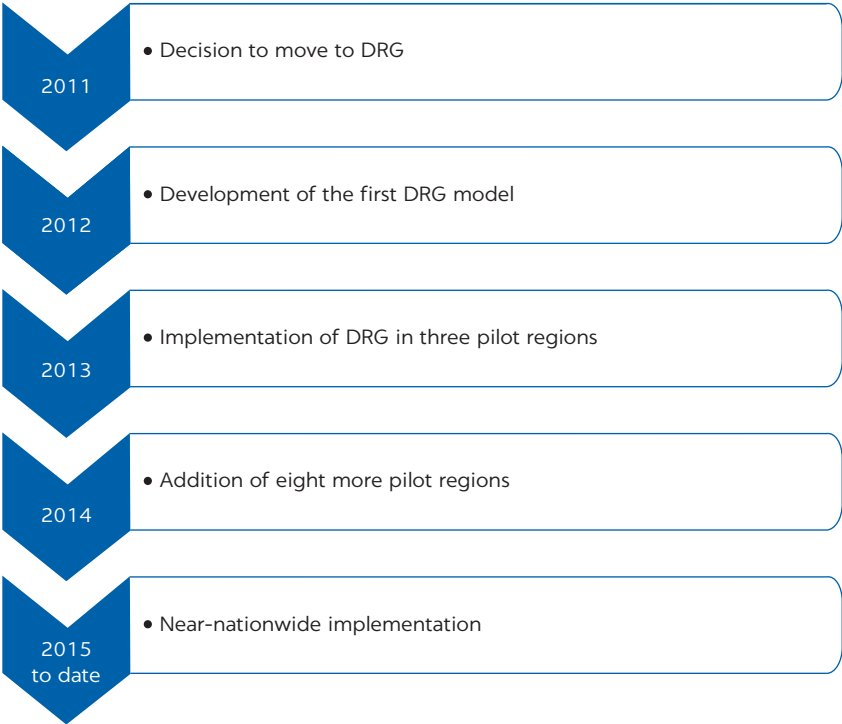 2011
• Decision to move to DRG
2012
• Development of the first DRG model
2013
• Implementation of DRG in three pilot regions
2014
• Addition of eight more pilot regions
2015
to date
• Near-nationwide implementation